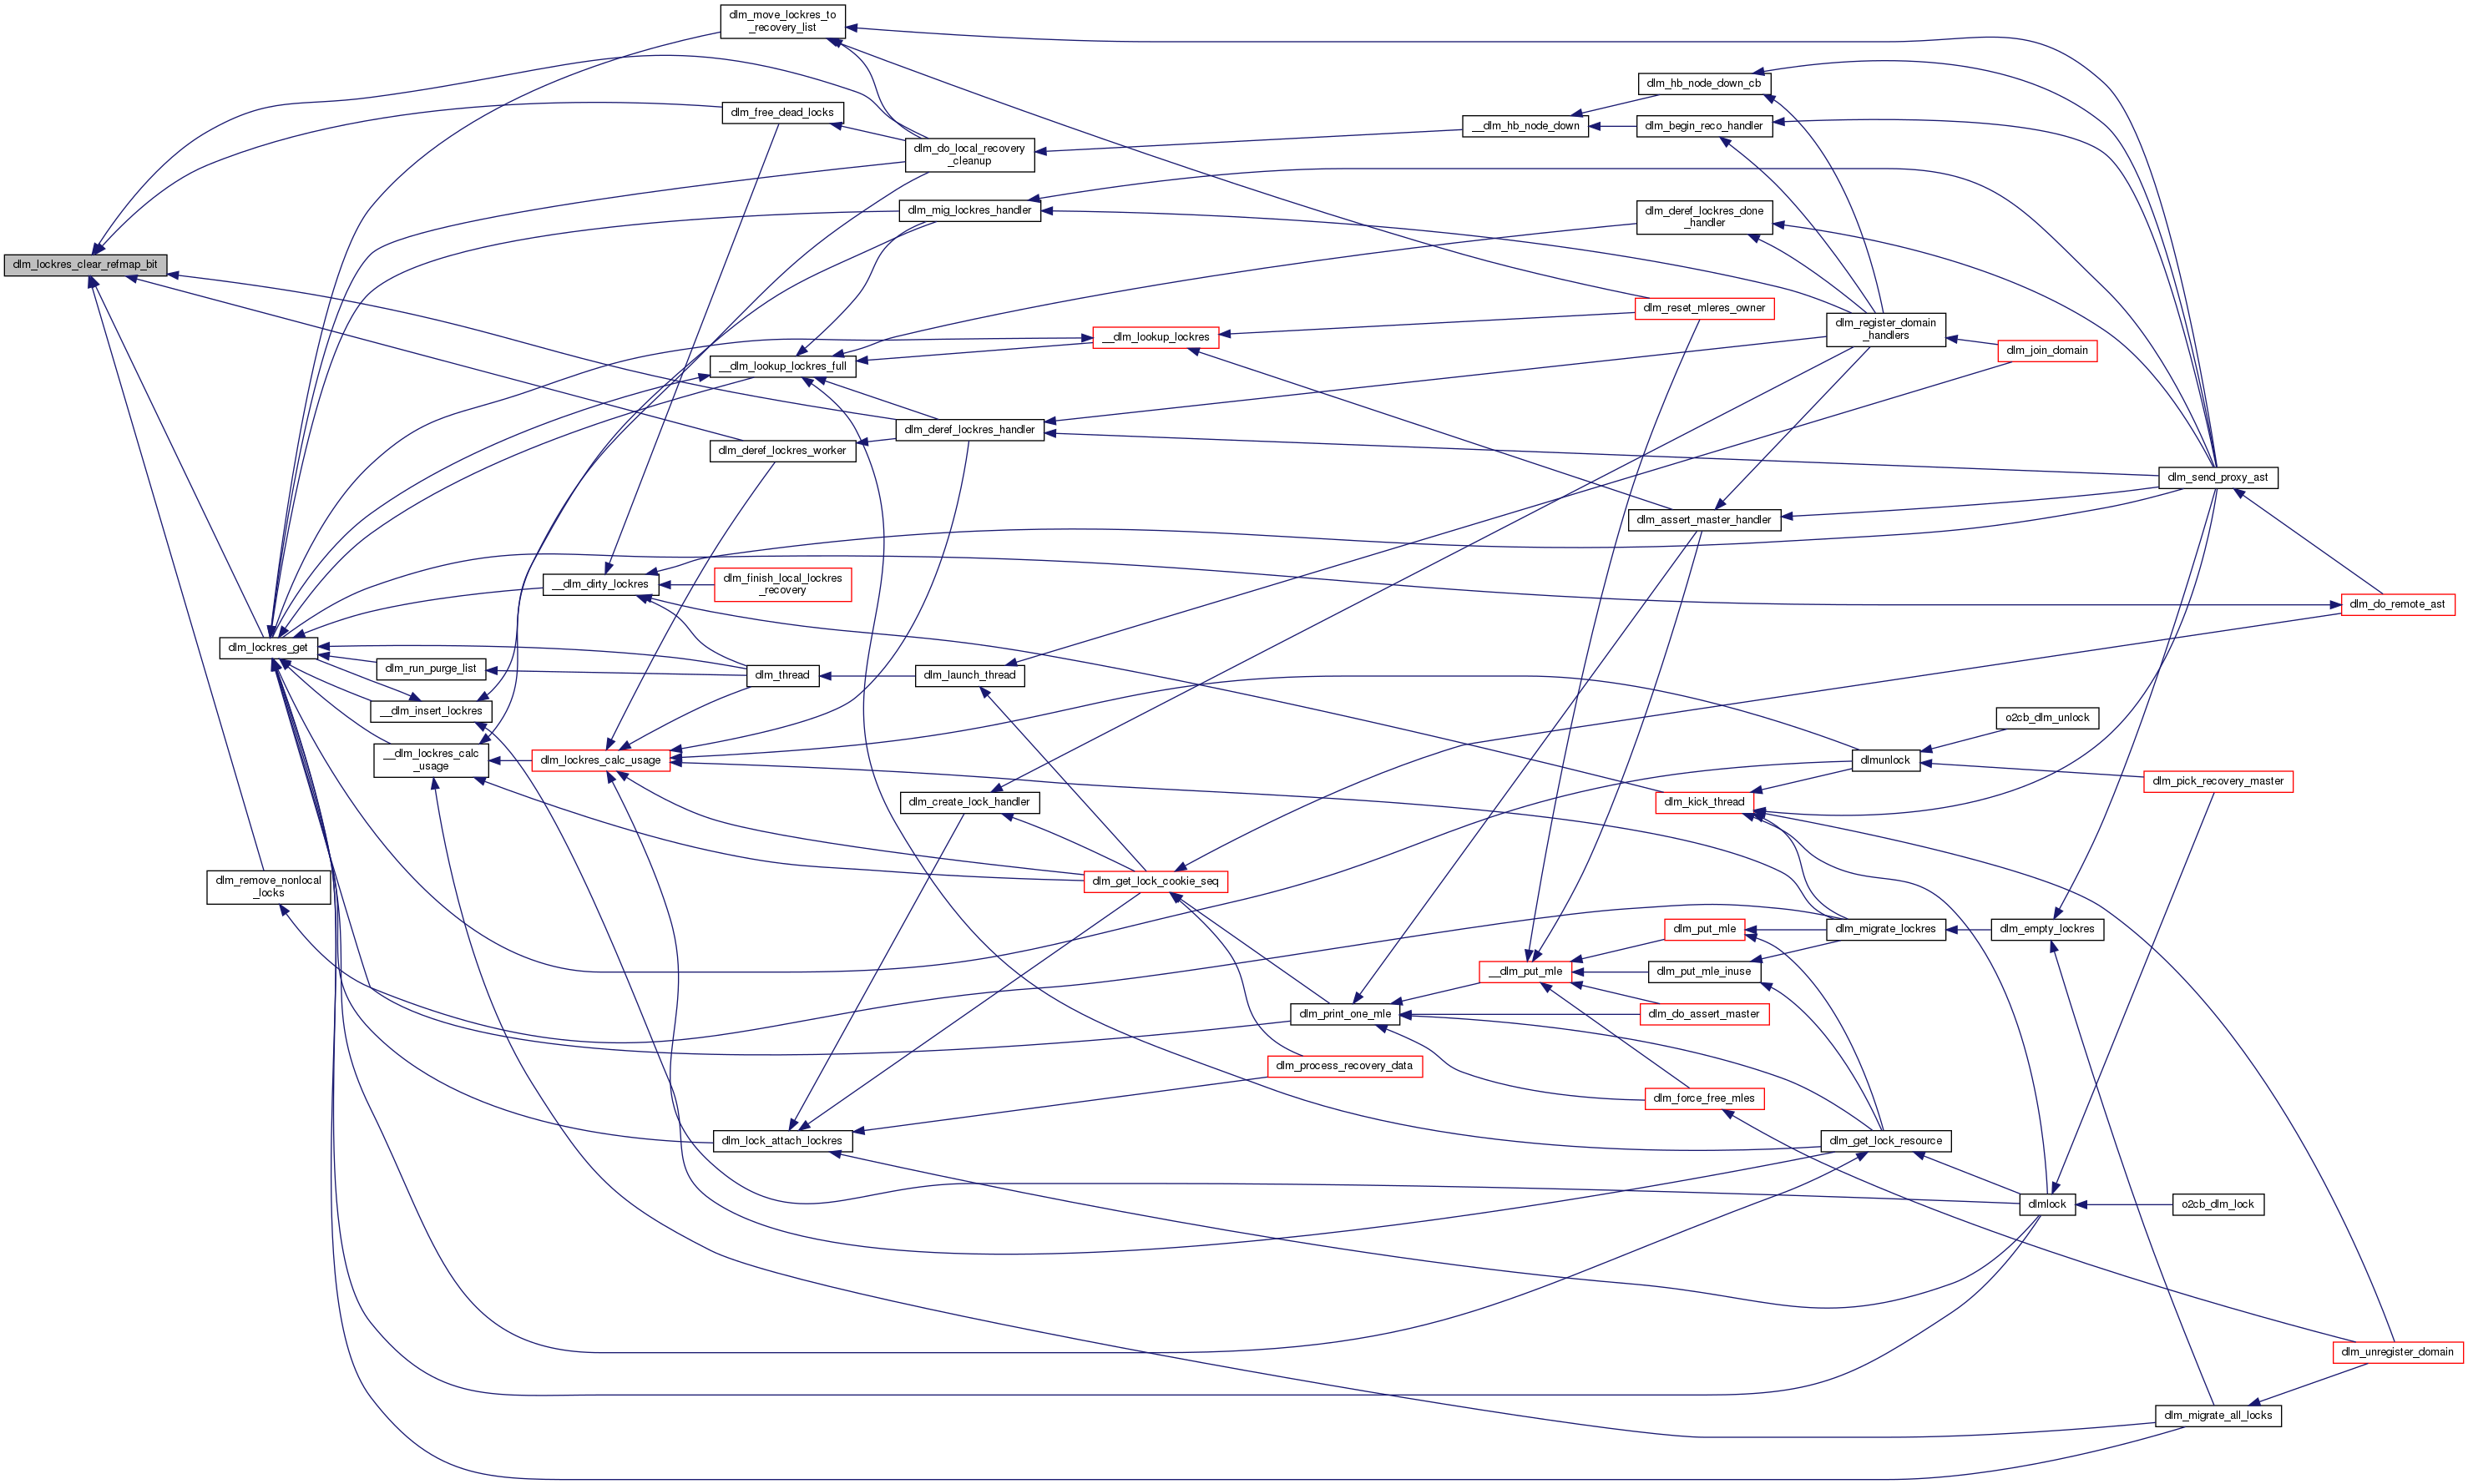 dlm_move_lockres_to
_recovery_list
dlm_hb_node_down_cb
dlm_free_dead_locks
__dlm_hb_node_down
dlm_begin_reco_handler
dlm_do_local_recovery
_cleanup
dlm_mig_lockres_handler
dlm_deref_lockres_done
_handler
dlm_lockres_clear_refmap_bit
dlm_reset_mleres_owner
dlm_register_domain
_handlers
__dlm_lookup_lockres
dlm_join_domain
__dlm_lookup_lockres_full
dlm_deref_lockres_handler
dlm_deref_lockres_worker
dlm_send_proxy_ast
dlm_assert_master_handler
__dlm_dirty_lockres
dlm_finish_local_lockres
_recovery
dlm_do_remote_ast
dlm_lockres_get
dlm_run_purge_list
dlm_thread
dlm_launch_thread
__dlm_insert_lockres
o2cb_dlm_unlock
__dlm_lockres_calc
_usage
dlm_lockres_calc_usage
dlmunlock
dlm_pick_recovery_master
dlm_create_lock_handler
dlm_kick_thread
dlm_remove_nonlocal
_locks
dlm_get_lock_cookie_seq
dlm_put_mle
dlm_migrate_lockres
dlm_empty_lockres
__dlm_put_mle
dlm_put_mle_inuse
dlm_print_one_mle
dlm_do_assert_master
dlm_process_recovery_data
dlm_force_free_mles
dlm_lock_attach_lockres
dlm_get_lock_resource
dlmlock
o2cb_dlm_lock
dlm_unregister_domain
dlm_migrate_all_locks